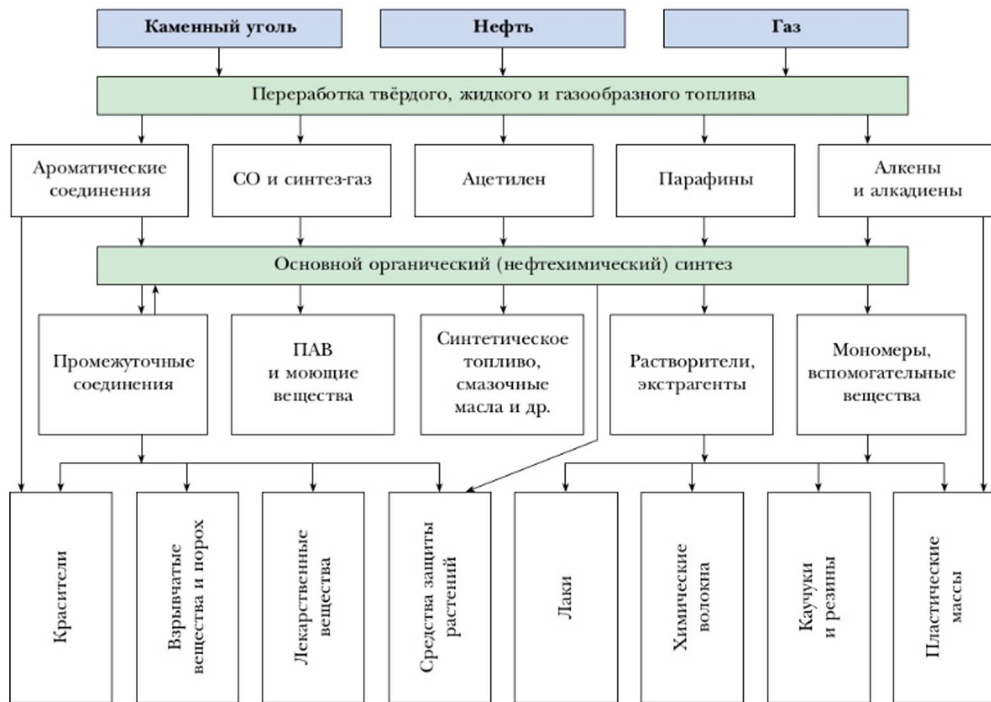 Каменный уголь
Нефть
Газ
Переработка твёрдого, жидкого и газообразного топлива
Ароматические
соединения
СО и синтез-газ
Ацетилен
Парафины
Алкены
и алкадиены
Основной органический (нефтехимический) синтез
Промежуточные
соединения
ПАВ
и моющие
вещества
Синтетическое
топливо,
смазочные
масла и др.
Растворители,
экстрагенты
Мономеры,
вспомогательные
вещества
Красители
Взрывчатые
вещества и порох
Лекарственные
вещества
Средства защиты
растений
Лаки
Химические
волокна
Каучуки
и резины
Пластические
массы